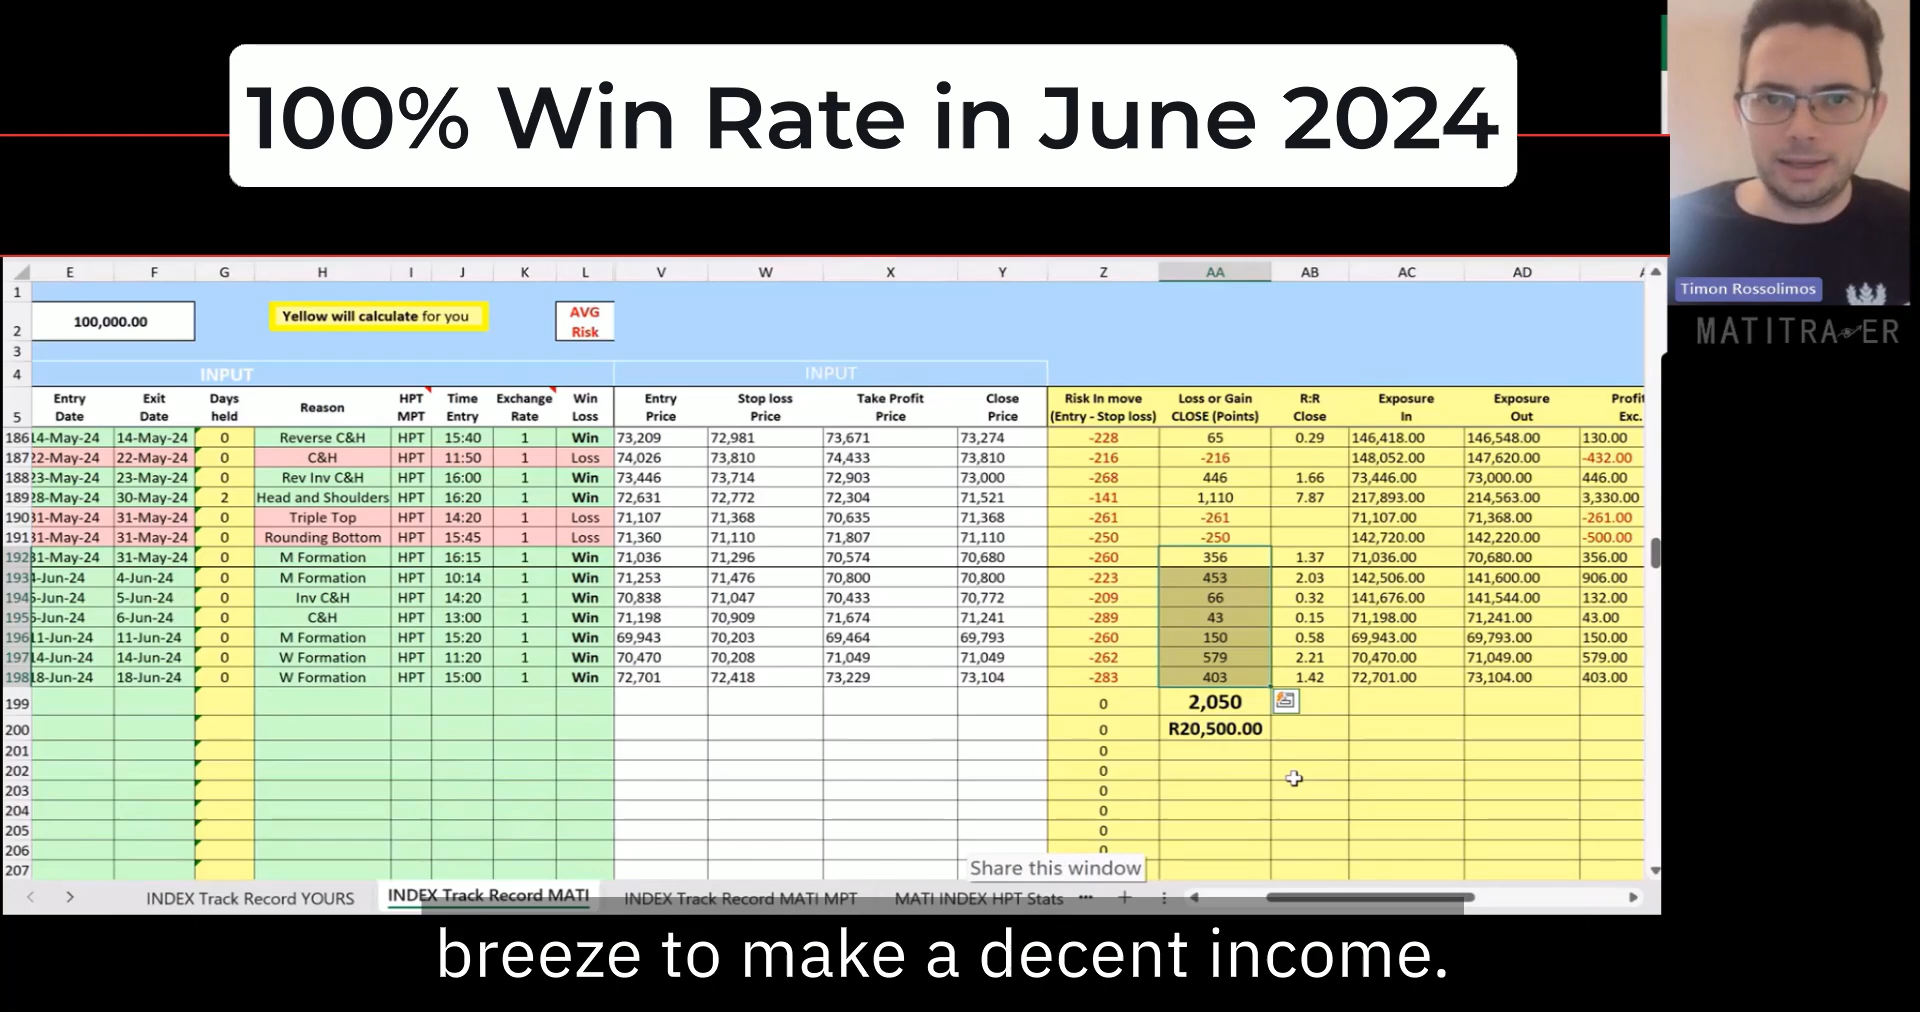 100% Win Rate in June 2024
Timon Rossolimos
MATITRADER
E F G H I J K L V W X Y Z AA AB AC AD
1
2 100,000.00 Yellow will calculate for you AVG
Risk
3
4 INPUT INPUT
Entry Exit Days Reason HPT Time Exchange Win Entry Stop loss Take Profit Close Risk In move Loss or Gain R:R Exposure Exposure Profit
5 Date Date held MPT Entry Rate Loss Price Price Price Price (Entry - Stop loss) CLOSE (Points) Close In Out Exc.
186 14-May-24 14-May-24 0 Reverse C&H HPT 15:40 1 Win 73,209 72,981 73,671 73,274 -228 65 0.29 146,418.00 146,548.00 130.00
187 22-May-24 22-May-24 0 C&H HPT 11:50 1 Loss 74,026 73,810 74,433 73,810 -216 -216 148,052.00 147,620.00 -432.00
188 23-May-24 23-May-24 0 Rev Inv C&H HPT 16:00 1 Win 73,446 73,714 72,903 73,000 -268 446 1.66 73,446.00 73,000.00 446.00
189 28-May-24 30-May-24 2 Head and Shoulders HPT 16:20 1 Win 72,631 72,772 72,304 71,521 -141 1,110 7.87 217,893.00 214,563.00 3,330.00
190 31-May-24 31-May-24 0 Triple Top HPT 14:20 1 Loss 71,107 71,368 70,635 71,368 -261 -261 71,107.00 71,368.00 -261.00
191 31-May-24 31-May-24 0 Rounding Bottom HPT 15:45 1 Loss 71,360 71,110 71,807 71,110 -250 -250 142,720.00 142,220.00 -500.00
192 31-May-24 31-May-24 0 M Formation HPT 16:15 1 Win 71,036 71,296 70,574 70,680 -260 356 1.37 71,036.00 70,680.00 356.00
193 4-Jun-24 4-Jun-24 0 M Formation HPT 10:14 1 Win 71,253 71,476 70,800 70,800 -223 453 2.03 142,506.00 141,600.00 906.00
194 5-Jun-24 5-Jun-24 0 Inv C&H HPT 14:20 1 Win 70,838 71,047 70,433 70,772 -209 66 0.32 141,676.00 141,544.00 132.00
195 6-Jun-24 6-Jun-24 0 C&H HPT 13:00 1 Win 71,198 70,909 71,674 71,241 -289 43 0.15 71,198.00 71,241.00 43.00
196 11-Jun-24 11-Jun-24 0 M Formation HPT 15:20 1 Win 69,943 70,203 69,464 69,793 -260 150 0.58 69,943.00 69,793.00 150.00
197 14-Jun-24 14-Jun-24 0 W Formation HPT 11:20 1 Win 70,470 70,208 71,049 71,049 -262 579 2.21 70,470.00 71,049.00 579.00
198 18-Jun-24 18-Jun-24 0 W Formation HPT 15:00 1 Win 72,701 72,418 73,229 73,104 -283 403 1.42 72,701.00 73,104.00 403.00
199 0 2,050
200 0 R20,500.00
201 0
202 0
203 0
204 0
205 0
206 0
207
Share this window
INDEX Track Record YOURS INDEX Track Record MATI INDEX Track Record MATI MPT MATI INDEX HPT Stats ... +
breeze to make a decent income.